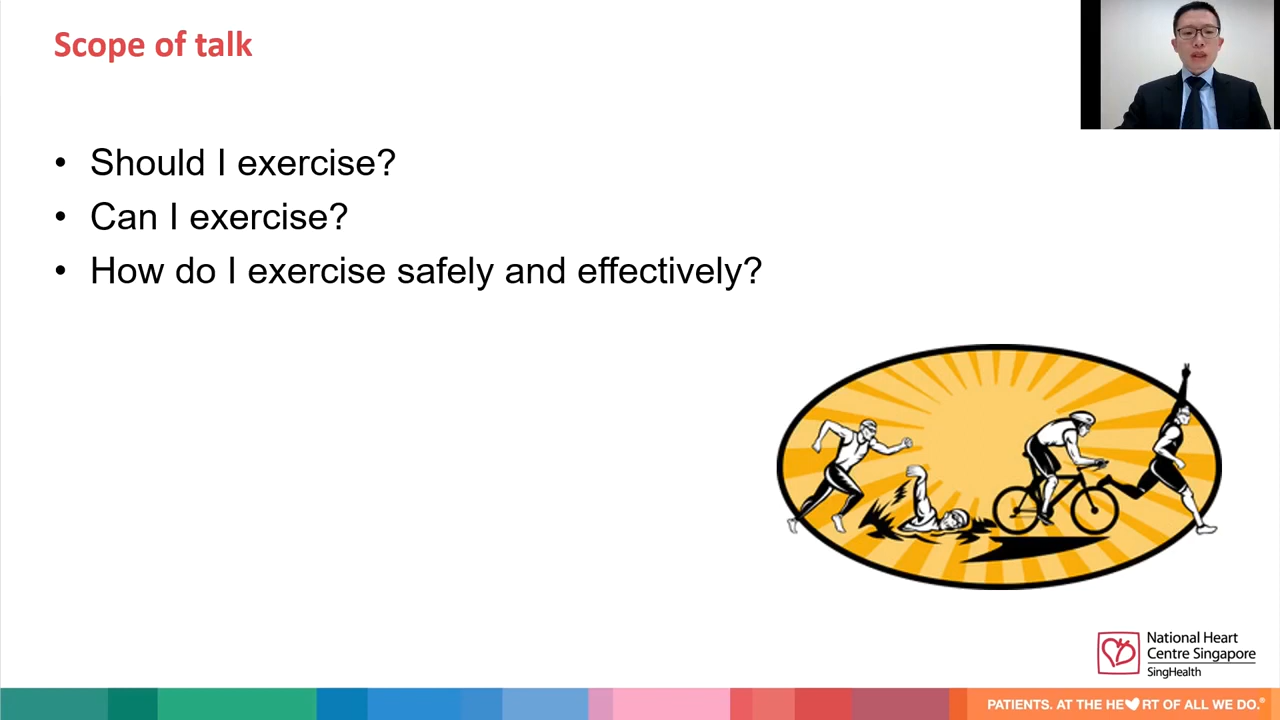 Scope of talk
• Should I exercise?
• Can I exercise?
• How do I exercise safely and effectively?
National Heart
Centre Singapore
SingHealth
PATIENTS. AT THE HE♥RT OF ALL WE DO.®